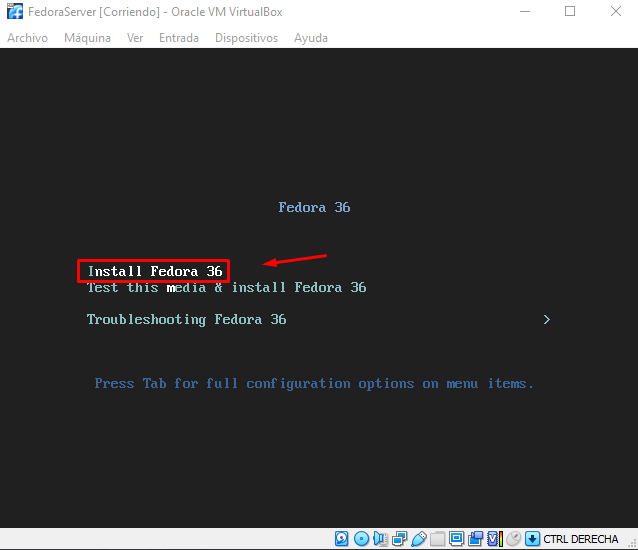 FedoraServer [Corriendo] - Oracle VM VirtualBox
Archivo Máquina Ver Entrada Dispositivos Ayuda
Fedora 36
Install Fedora 36
Test this media & install Fedora 36
Troubleshooting Fedora 36 >
Press Tab for full configuration options on menu items.
CTRL DERECHA